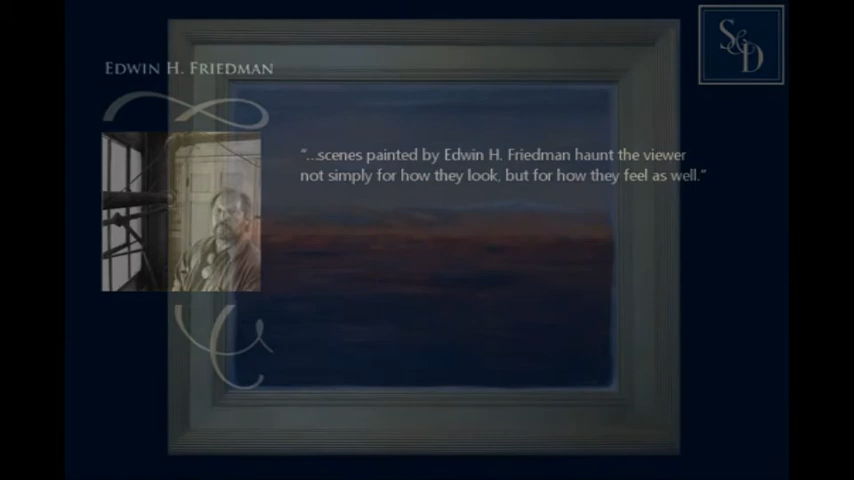 EDWIN H. FRIEDMAN
S&D
"...scenes painted by Edwin H. Friedman haunt the viewer
not simply for how they look, but for how they feel as well."